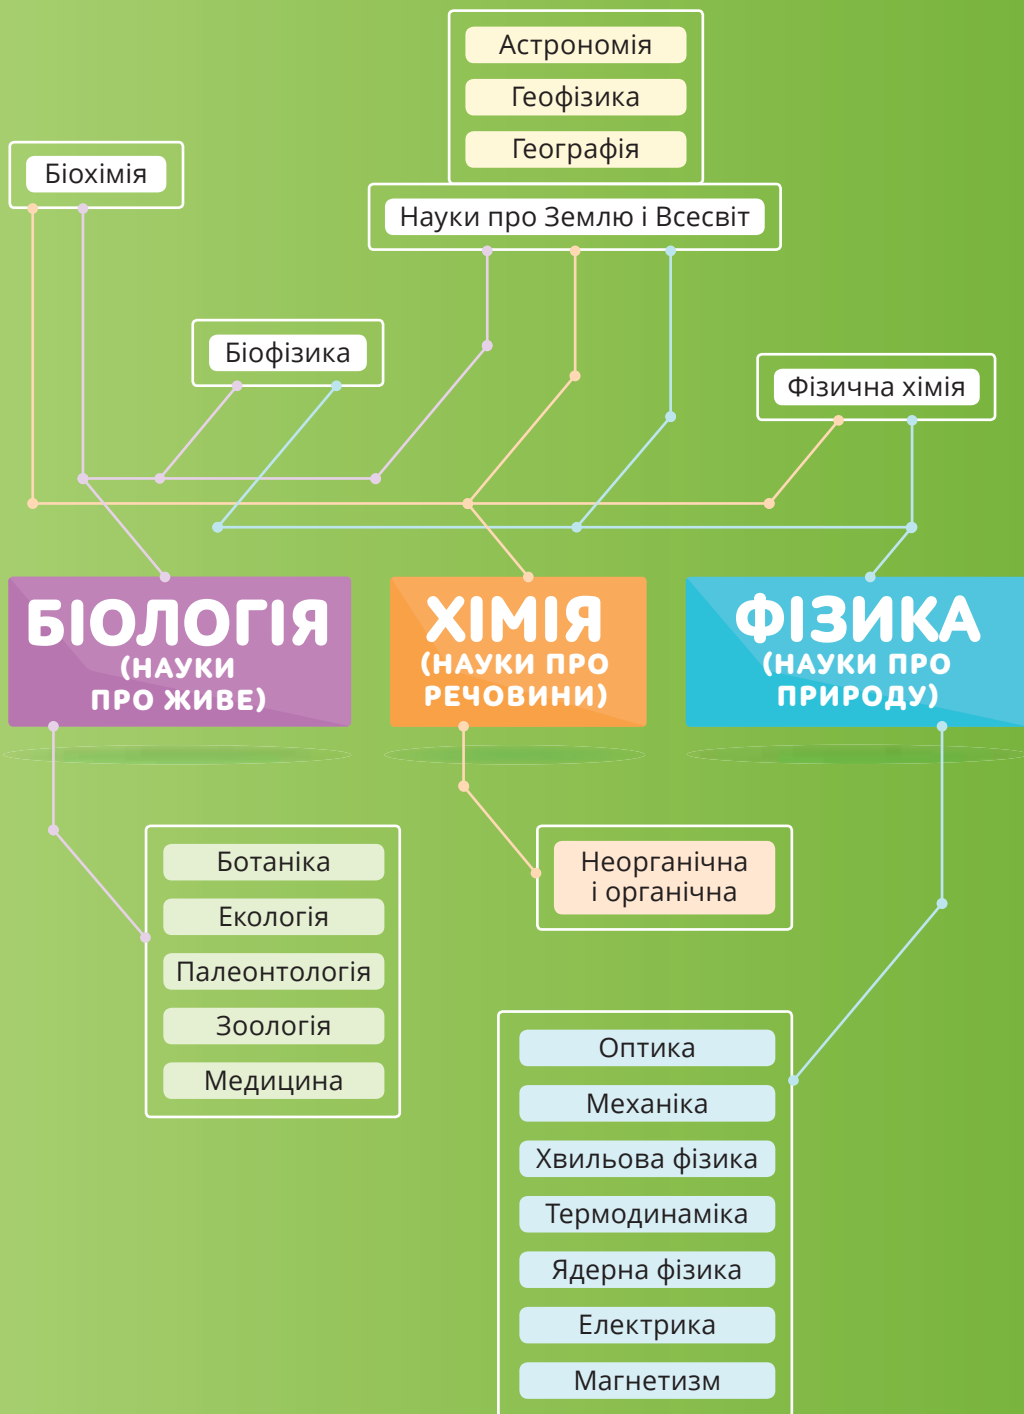 Астрономія
Геофізика
Географія
Біохімія
Науки про Землю і Всесвіт
Біофізика
Фізична хімія
БІОЛОГІЯ
(НАУКИ
ПРО ЖИВЕ)
ХІМІЯ
(НАУКИ ПРО
РЕЧОВИНИ)
ФІЗИКА
(НАУКИ ПРО
ПРИРОДУ)
Ботаніка
Екологія
Палеонтологія
Зоологія
Медицина
Неорганічна
і органічна
Оптика
Механіка
Хвильова фізика
Термодинаміка
Ядерна фізика
Електрика
Магнетизм